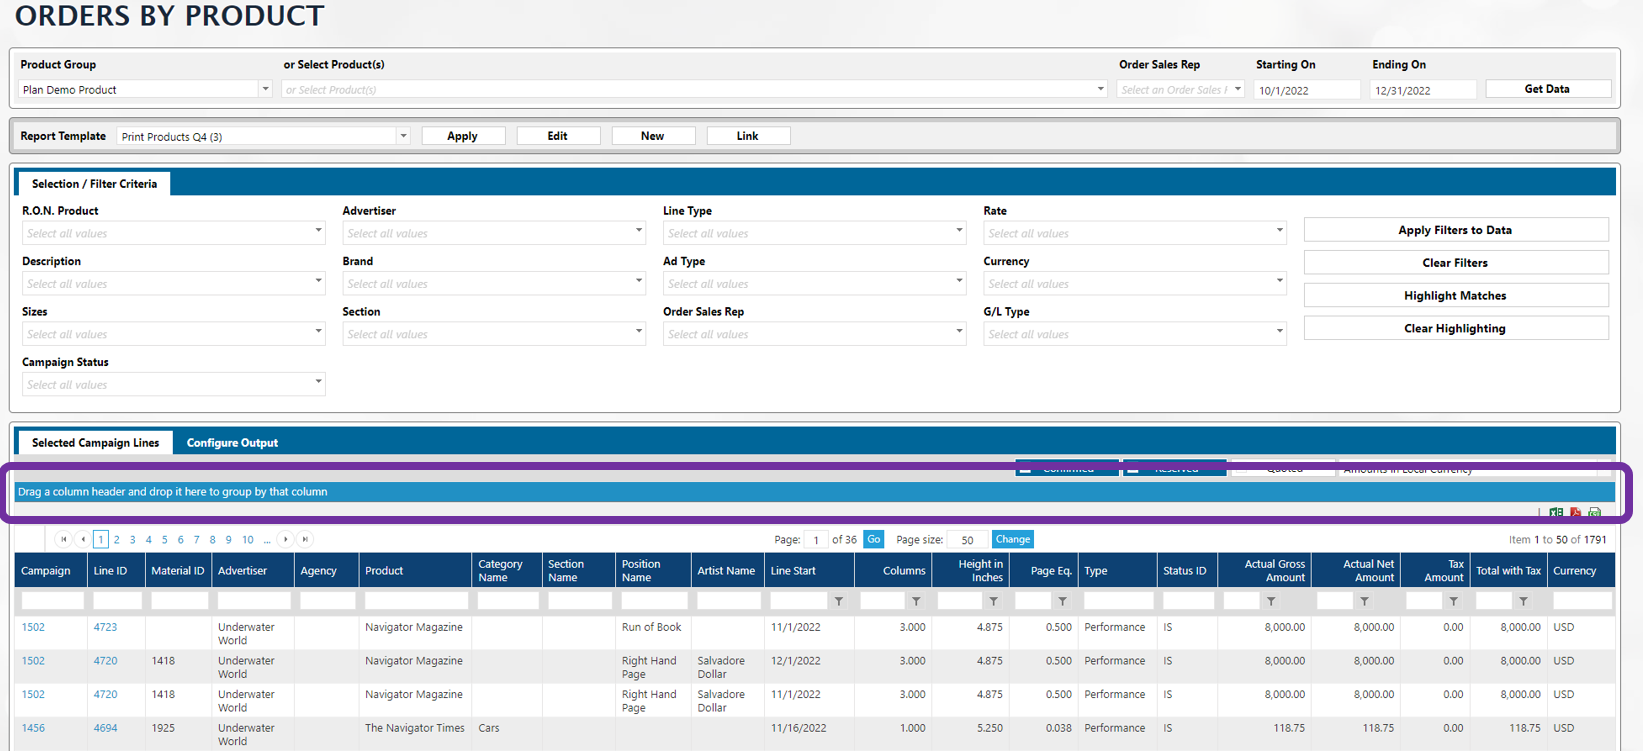 ORDERS BY PRODUCT
Product Group or Select Product(s) Order Sales Rep Starting On Ending On
Plan Demo Product or Select Product(s) Select an Order Sales 10/1/2022 12/31/2022 Get Data
Report Template Print Products Q4 (3) Apply Edit New Link
Selection / Filter Criteria
R.O.N. Product Advertiser Line Type Rate
Select all values Select all values Select all values Select all values Apply Filters to Data
Description Brand Ad Type Currency Clear Filters
Select all values Select all values Select all values Select all values Highlight Matches
Sizes Section Order Sales Rep G/L Type
Select all values Select all values Select all values Select all values Clear Highlighting
Campaign Status
Select all values
Selected Campaign Lines Configure Output
Confirmed Reserved Quoted Amounts in Local Currency
Drag a column header and drop it here to group by that column
1 2 3 4 5 6 7 8 9 10 ... Page: 1 of 36 Go Page size: 50 Change Item 1 to 50 of 1791
Campaign Line ID Material ID Advertiser Agency Product Category Name Section Name Position Name Artist Name Line Start Columns Height in Inches Page Eq. Type Status ID Actual Gross Amount Actual Net Amount Tax Amount Total with Tax Currency
1502 4723 Underwater World Navigator Magazine Run of Book 11/1/2022 3.000 4.875 0.500 Performance IS 8,000.00 8,000.00 0.00 8,000.00 USD
1502 4720 1418 Underwater World Navigator Magazine Right Hand Page Salvadore Dollar 12/1/2022 3.000 4.875 0.500 Performance IS 8,000.00 8,000.00 0.00 8,000.00 USD
1502 4720 1418 Underwater World Navigator Magazine Right Hand Page Salvadore Dollar 11/1/2022 3.000 4.875 0.500 Performance IS 8,000.00 8,000.00 0.00 8,000.00 USD
1456 4694 1925 Underwater World The Navigator Times Cars 11/16/2022 1.000 5.250 0.038 Performance IS 118.75 118.75 0.00 118.75 USD